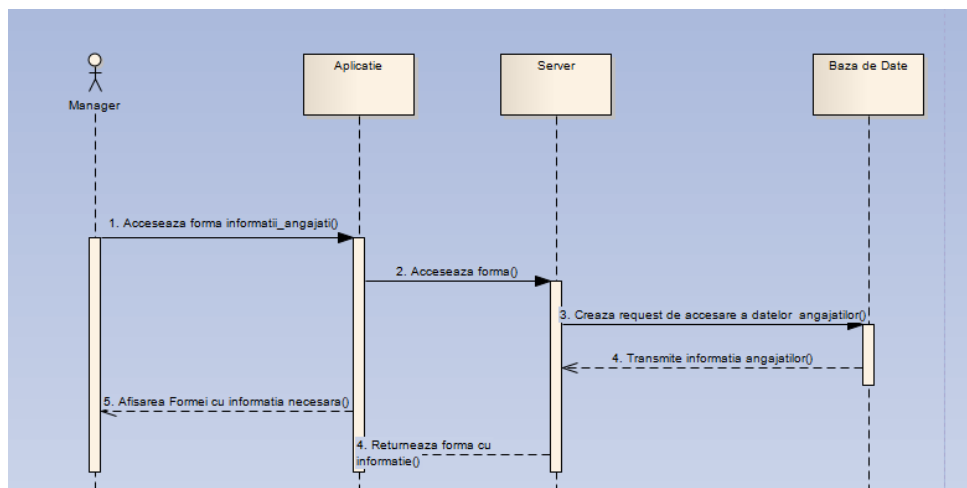 Manager
Aplicatie
Server
Baza de Date
1. Acceseaza forma informatii_angajati()
2. Acceseaza forma()
3. Creaza request de accesare a datelor angajatilor()
4. Transmite informatia angajatilor()
5. Afisarea Formei cu informatia necesara()
4. Returneaza forma cu
informatie()